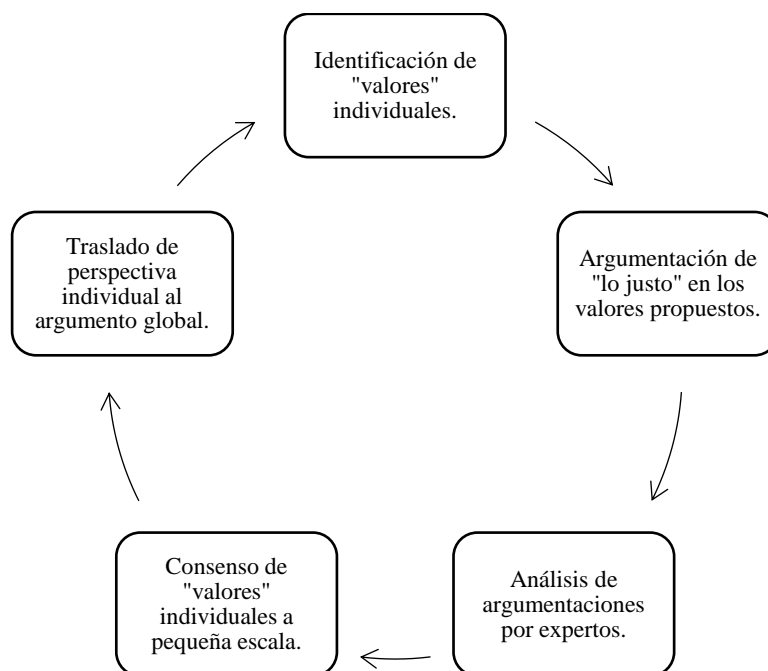 Identificación de
"valores"
individuales.
Argumentación de
"lo justo" en los
valores propuestos.
Análisis de
argumentaciones
por expertos.
Consenso de
"valores"
individuales a
pequeña escala.
Traslado de
perspectiva
individual al
argumento global.